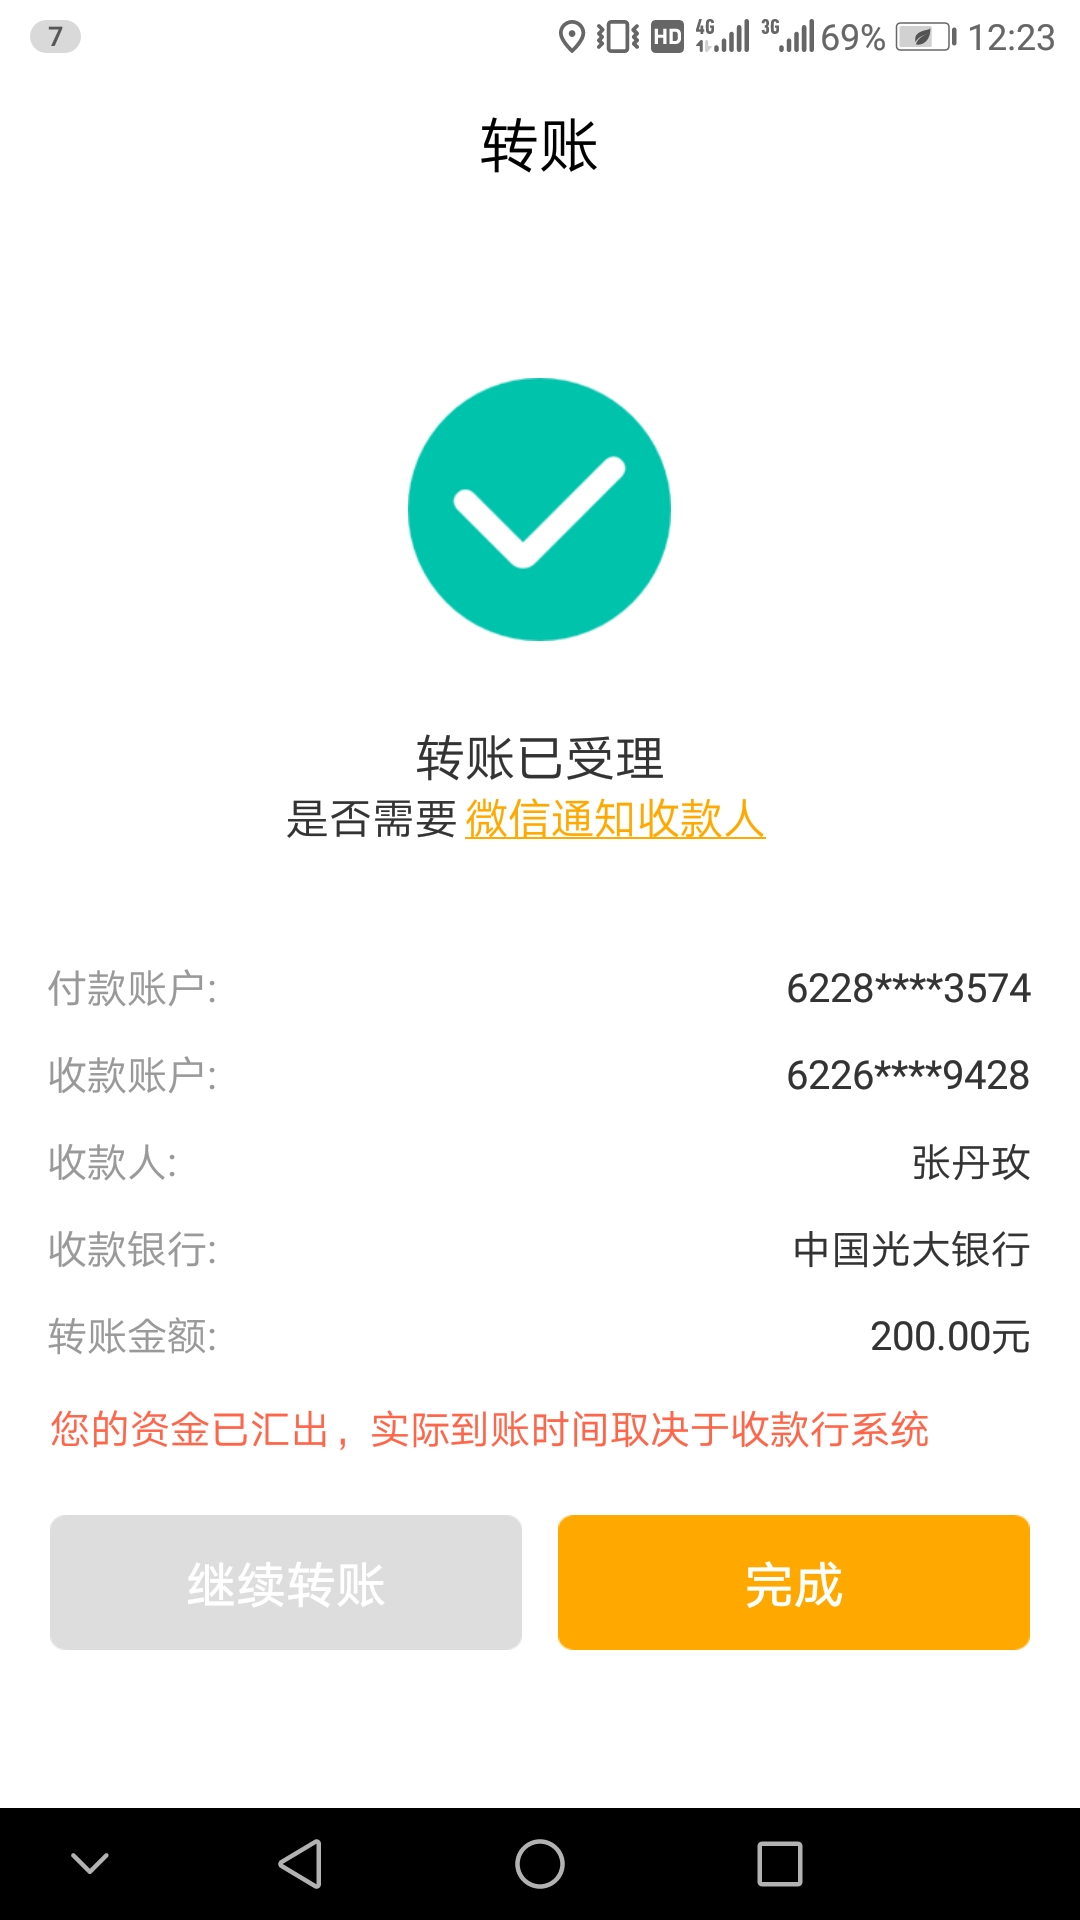 7
HD 4G 3G 69% 12:23
转账
转账已受理
是否需要 微信通知收款人
付款账户: 6228****3574
收款账户: 6226****9428
收款人: 张丹玫
收款银行: 中国光大银行
转账金额: 200.00元
您的资金已汇出，实际到账时间取决于收款行系统
继续转账 完成